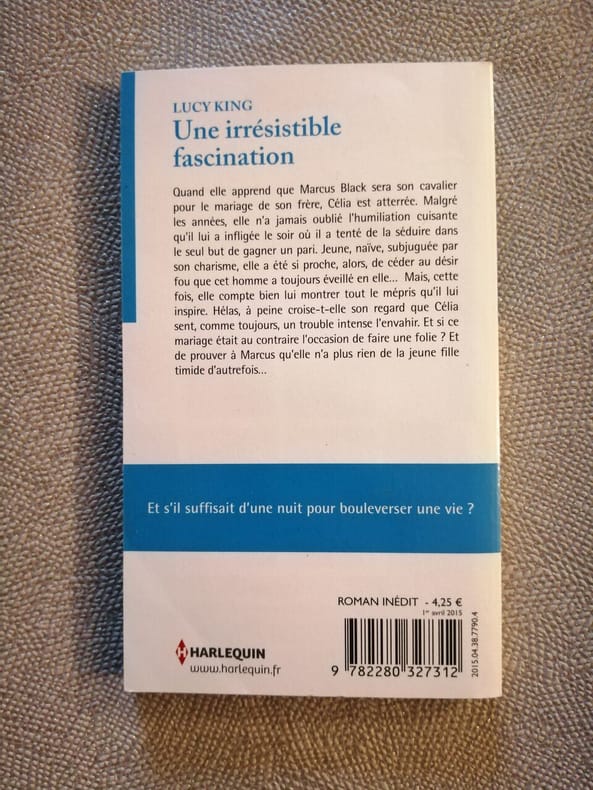 LUCY KING
Une irrésistible
fascination
Quand elle apprend que Marcus Black sera son cavalier
pour le mariage de son frère, Célia est atterrée. Malgré
les années, elle n'a jamais oublié l'humiliation cuisante
qu'il lui a infligée le soir où il a tenté de la séduire dans
le seul but de gagner un pari. Jeune, naïve, subjuguée par
son charisme, elle a été si proche, alors, de céder au désir
fou que cet homme a toujours éveillé en elle... Mais, cette
fois, elle compte bien lui montrer tout le mépris qu'il lui
inspire. Hélas, à peine croise-t-elle son regard que Célia
sent, comme toujours, un trouble intense l'envahir. Et si ce
mariage était au contraire l'occasion de faire une folie ? Et
de prouver à Marcus qu'elle n'a plus rien de la jeune fille
timide d'autrefois...
Et s'il suffisait d'une nuit pour bouleverser une vie ?
ROMAN INÉDIT - 4,25 €
1er avril 2015
HARLEQUIN
www.harlequin.fr
9 782280 327312
2015.04.38.7790.4